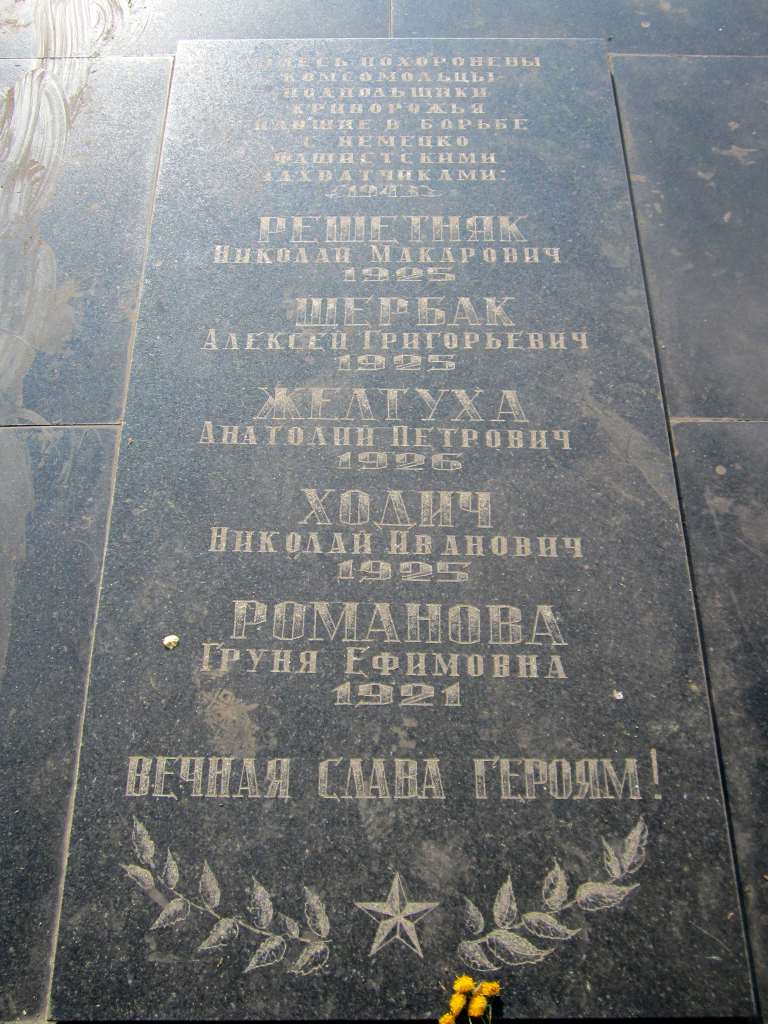 ЗДЕСЬ ПОХОРОНЕНЫ
КОМСОМОЛЬЦЫ-
ПОДПОЛЬЩИКИ
КРИВОРОЖЬЯ
ПАВШИЕ В БОРЬБЕ
С НЕМЕЦКО
ФАШИСТСКИМИ
ЗАХВАТЧИКАМИ:
РЕШЕТНЯК
НИКОЛАЙ МАКАРОВИЧ
1925
ЩЕРБАК
АЛЕКСЕЙ ГРИГОРЬЕВИЧ
1925
ЖЕЛТУХА
АНАТОЛИЙ ПЕТРОВИЧ
1926
ХОДИЧ
НИКОЛАЙ ИВАНОВИЧ
1925
РОМАНОВА
ГРУНЯ ЕФИМОВНА
1921
ВЕЧНАЯ СЛАВА ГЕРОЯМ!